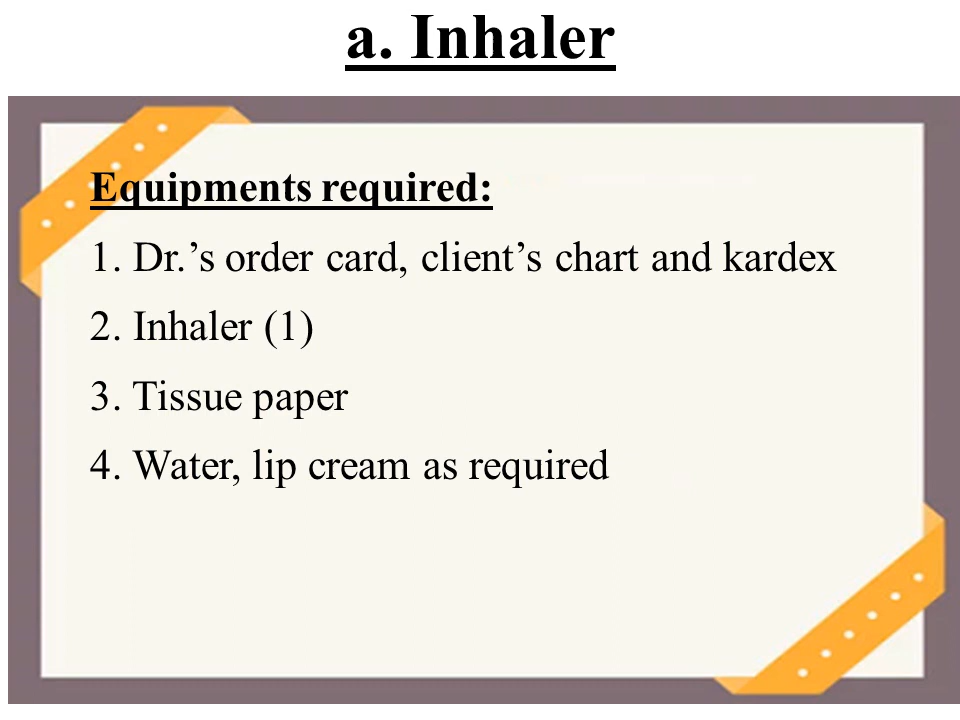 a. Inhaler
Equipments required:
1. Dr.’s order card, client’s chart and kardex
2. Inhaler (1)
3. Tissue paper
4. Water, lip cream as required